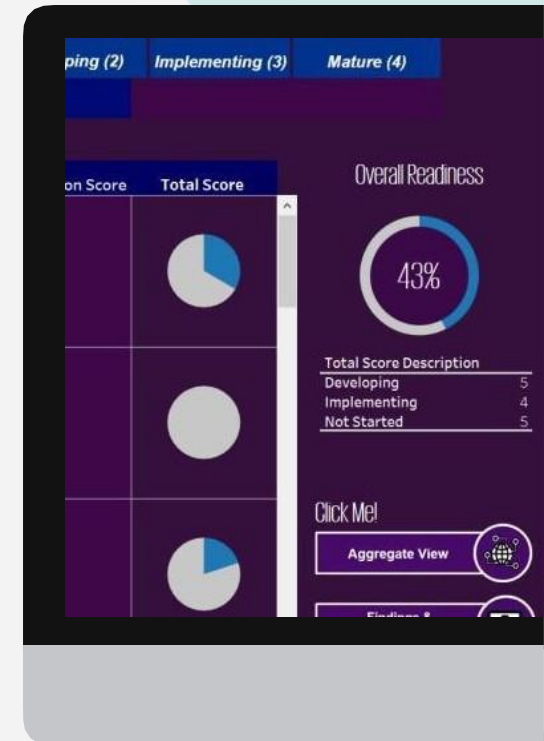 ping (2) Implementing (3) Mature (4)
on Score Total Score
Overall Readiness
43%
Total Score Description
Developing 5
Implementing 4
Not Started 5
Click Me!
Aggregate View
Findings &